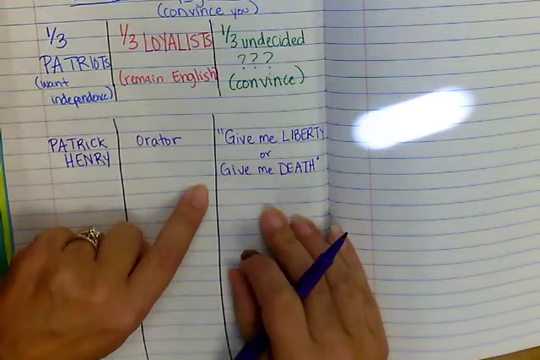 (convince you)
1/3
PATRIOTS
(want
independence)
1/3 LOYALISTS
(remain English)
1/3 undecided
? ? ?
(convince)
PATRICK
HENRY
Orator
"Give me LIBERTY
or
Give me DEATH"